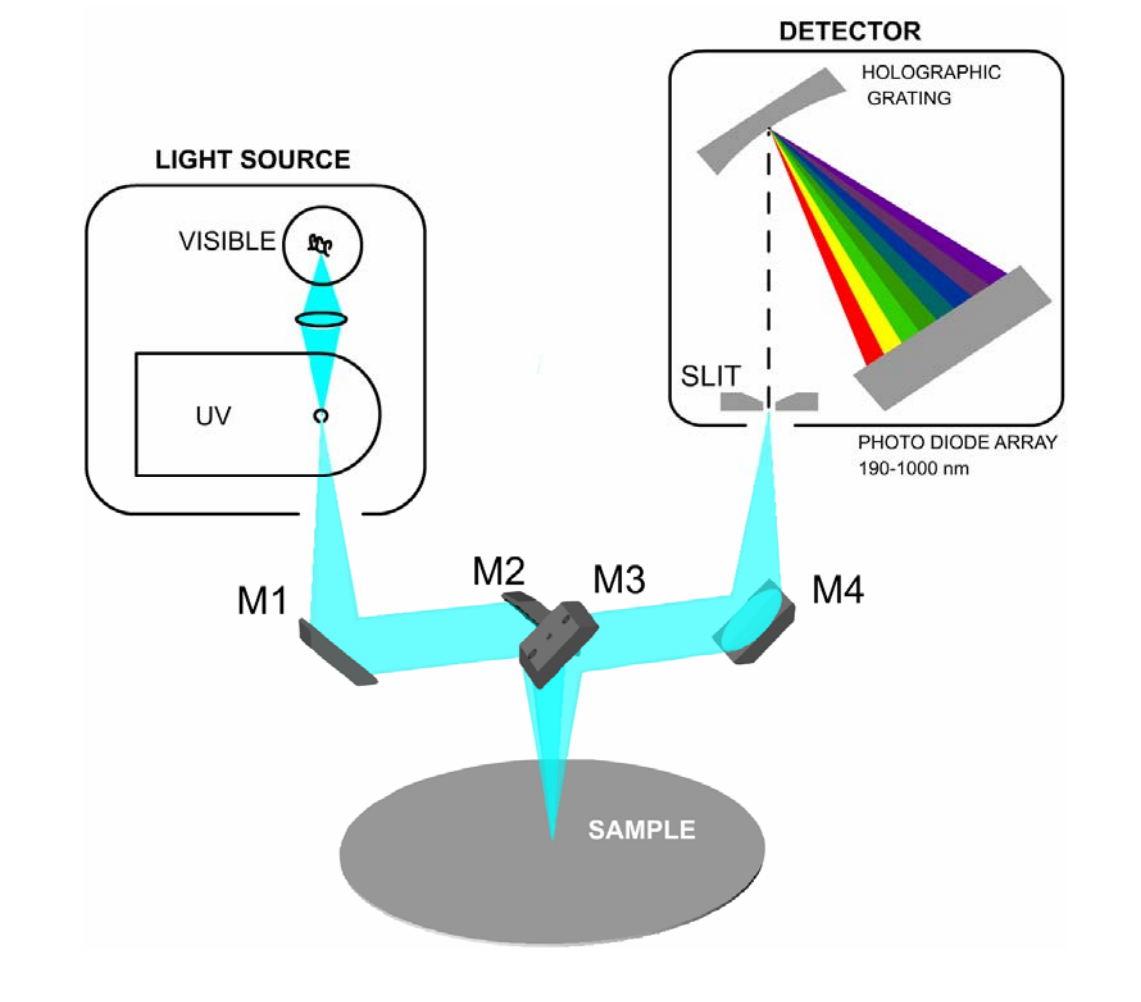 DETECTOR
HOLOGRAPHIC
GRATING
LIGHT SOURCE
VISIBLE
SLIT
UV
PHOTO DIODE ARRAY
190-1000 nm
M1
M2
M3
M4
SAMPLE